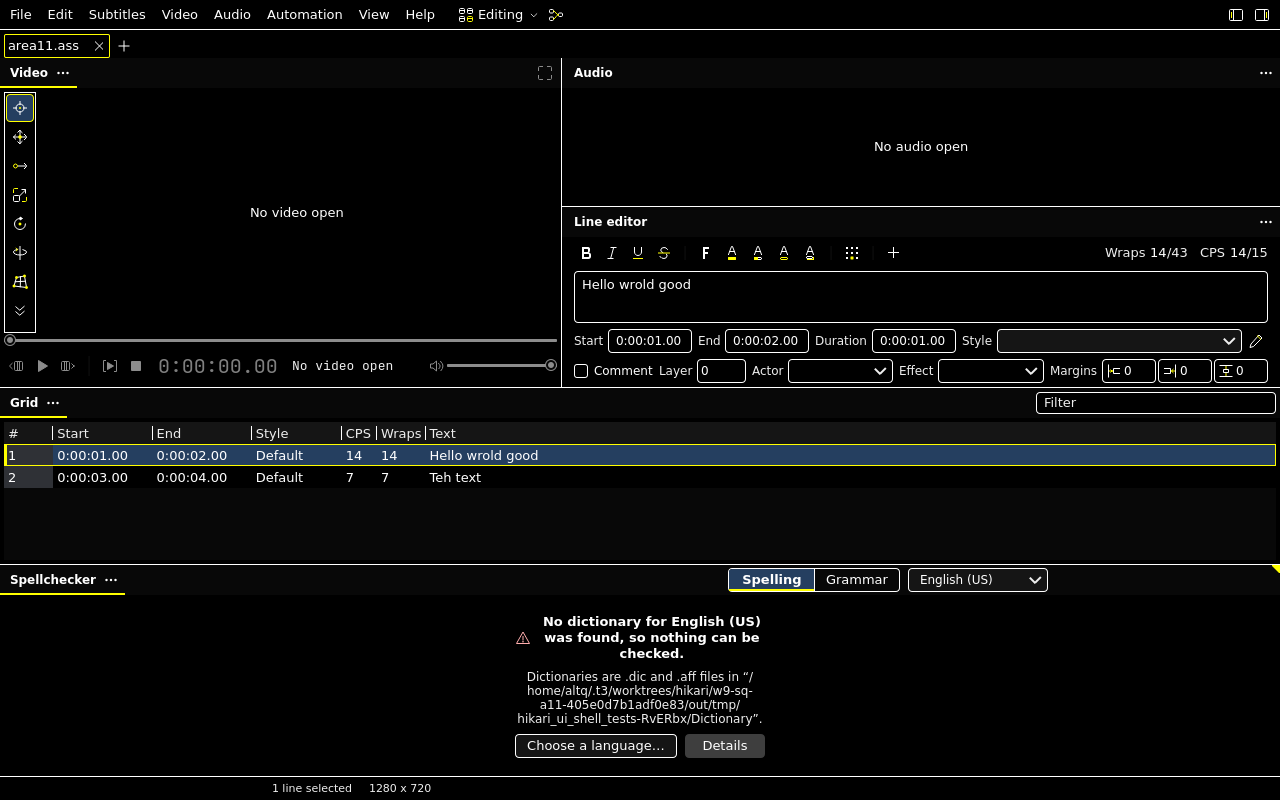 File Edit Subtitles Video Audio Automation View Help Editing
area11.ass
Video
Audio
No audio open
No video open
Line editor
B I U S F A A A A Wraps 14/43 CPS 14/15
Hello wrold good
Start 0:00:01.00 End 0:00:02.00 Duration 0:00:01.00 Style
0:00:00.00 No video open
Comment Layer 0 Actor Effect Margins 0 0 0
Grid Filter
# Start End Style CPS Wraps Text
1 0:00:01.00 0:00:02.00 Default 14 14 Hello wrold good
2 0:00:03.00 0:00:04.00 Default 7 7 Teh text
Spellchecker Spelling Grammar English (US)
No dictionary for English (US)
was found, so nothing can be
checked.
Dictionaries are .dic and .aff files in “/
home/altq/.t3/worktrees/hikari/w9-sq-
a11-405e0d7b1adf0e83/out/tmp/
hikari_ui_shell_tests-RvERbx/Dictionary”.
Choose a language... Details
1 line selected 1280 x 720